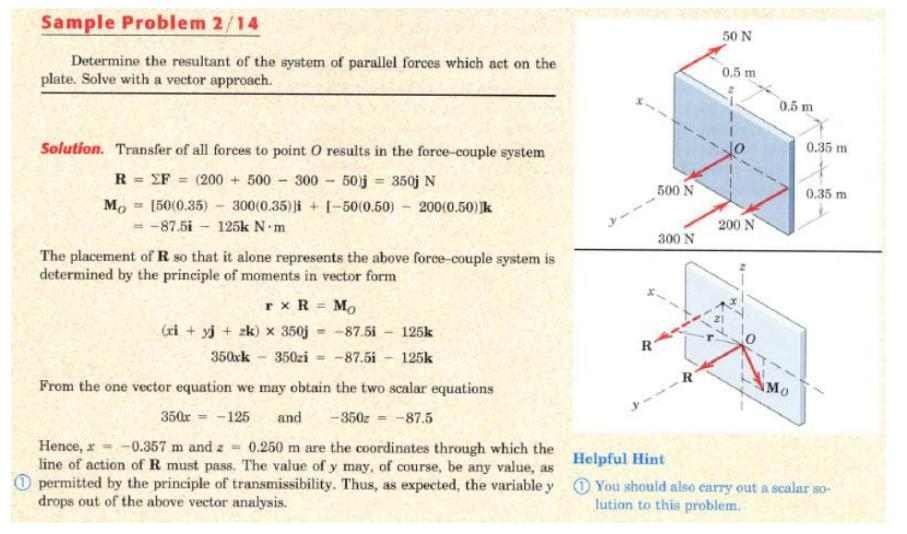 Sample Problem 2/14
Determine the resultant of the system of parallel forces which act on the
plate. Solve with a vector approach.
Solution. Transfer of all forces to point O results in the force–couple system
R = ΣF = (200 + 500 − 300 − 50)j = 350j N
M_O = [50(0.35) − 300(0.35)]i + [−50(0.50) − 200(0.50)]k
= −87.5i − 125k N·m
The placement of R so that it alone represents the above force–couple system is
determined by the principle of moments in vector form
r × R = M_O
(xi + yj + zk) × 350j = −87.5i − 125k
350xk − 350zi = −87.5i − 125k
From the one vector equation we may obtain the two scalar equations
350x = −125 and −350z = −87.5
Hence, x = −0.357 m and z = 0.250 m are the coordinates through which the
line of action of R must pass. The value of y may, of course, be any value, as
① permitted by the principle of transmissibility. Thus, as expected, the variable y
drops out of the above vector analysis.
50 N
0.5 m
z
0.5 m
x
O
0.35 m
500 N
0.35 m
y
200 N
300 N
z
x
x
z
r
O
R
R
M_O
y
Helpful Hint
① You should also carry out a scalar so-
lution to this problem.